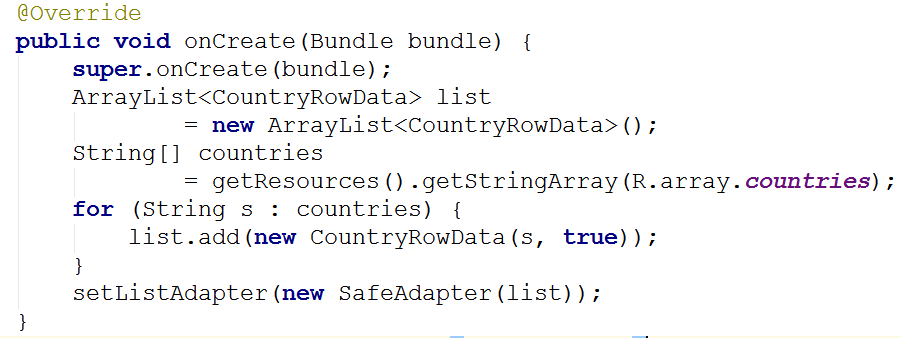 @Override
public void onCreate(Bundle bundle) {
    super.onCreate(bundle);
    ArrayList<CountryRowData> list
            = new ArrayList<CountryRowData>();
    String[] countries
            = getResources().getStringArray(R.array.countries);
    for (String s : countries) {
        list.add(new CountryRowData(s, true));
    }
    setListAdapter(new SafeAdapter(list));
}